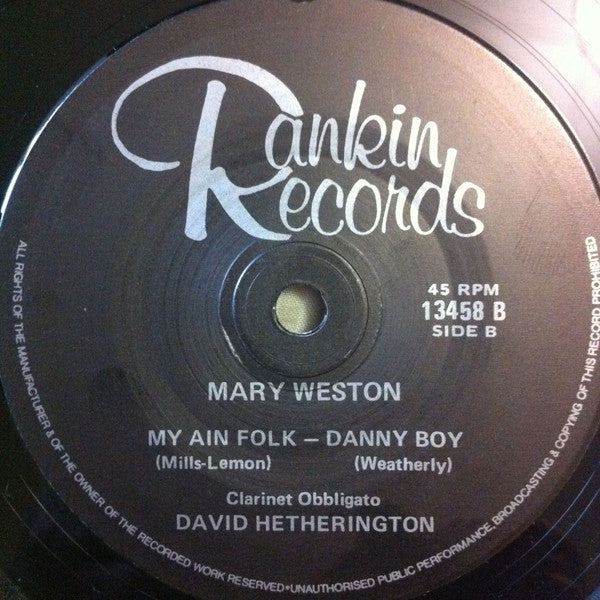 Rankin
Records
45 RPM
13458 B
SIDE B
MARY WESTON
MY AIN FOLK – DANNY BOY
(Mills-Lemon) (Weatherly)
Clarinet Obbligato
DAVID HETHERINGTON
ALL RIGHTS OF THE MANUFACTURER & OF THE OWNER OF THE RECORDED WORK RESERVED•UNAUTHORISED PUBLIC PERFORMANCE, BROADCASTING & COPYING OF THIS RECORD PROHIBITED